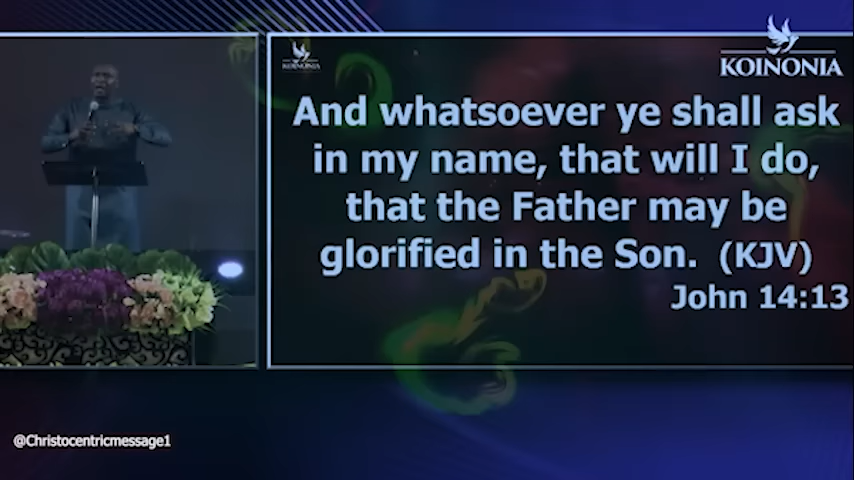 KOINONIA
KOINONIA
And whatsoever ye shall ask
in my name, that will I do,
that the Father may be
glorified in the Son. (KJV)
John 14:13
@Christocentricmessage1